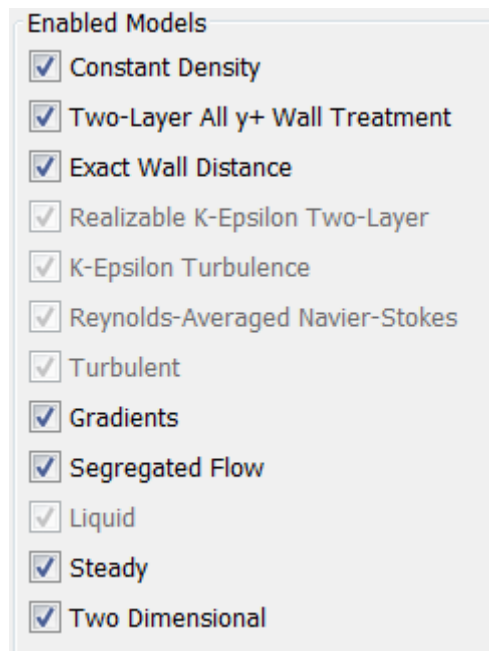 Enabled Models
Constant Density
Two-Layer All y+ Wall Treatment
Exact Wall Distance
Realizable K-Epsilon Two-Layer
K-Epsilon Turbulence
Reynolds-Averaged Navier-Stokes
Turbulent
Gradients
Segregated Flow
Liquid
Steady
Two Dimensional